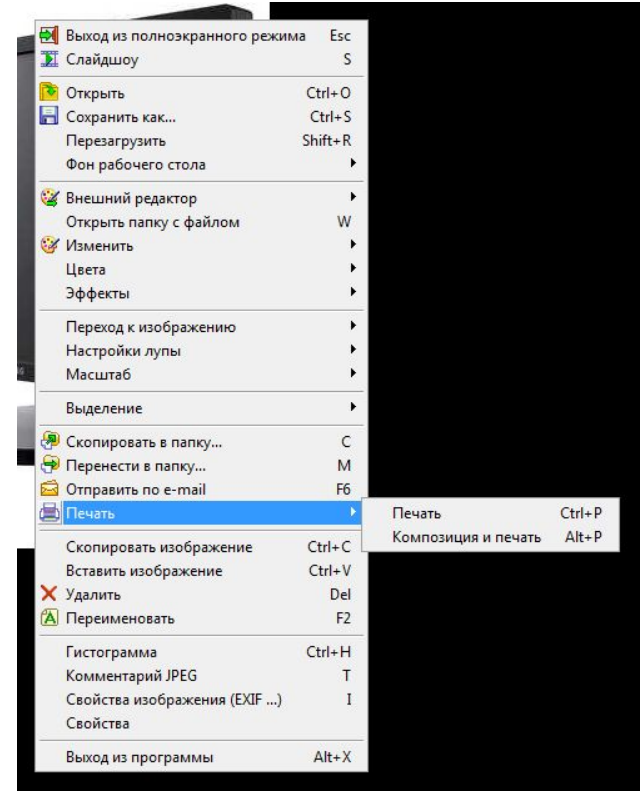 Выход из полноэкранного режима Esc
Слайдшоу S
Открыть Ctrl+O
Сохранить как... Ctrl+S
Перезагрузить Shift+R
Фон рабочего стола
Внешний редактор
Открыть папку с файлом W
Изменить
Цвета
Эффекты
Переход к изображению
Настройки лупы
Масштаб
Выделение
Скопировать в папку... C
Перенести в папку... M
Отправить по e-mail F6
Печать
Печать Ctrl+P
Композиция и печать Alt+P
Скопировать изображение Ctrl+C
Вставить изображение Ctrl+V
Удалить Del
Переименовать F2
Гистограмма Ctrl+H
Комментарий JPEG T
Свойства изображения (EXIF ...) I
Свойства
Выход из программы Alt+X